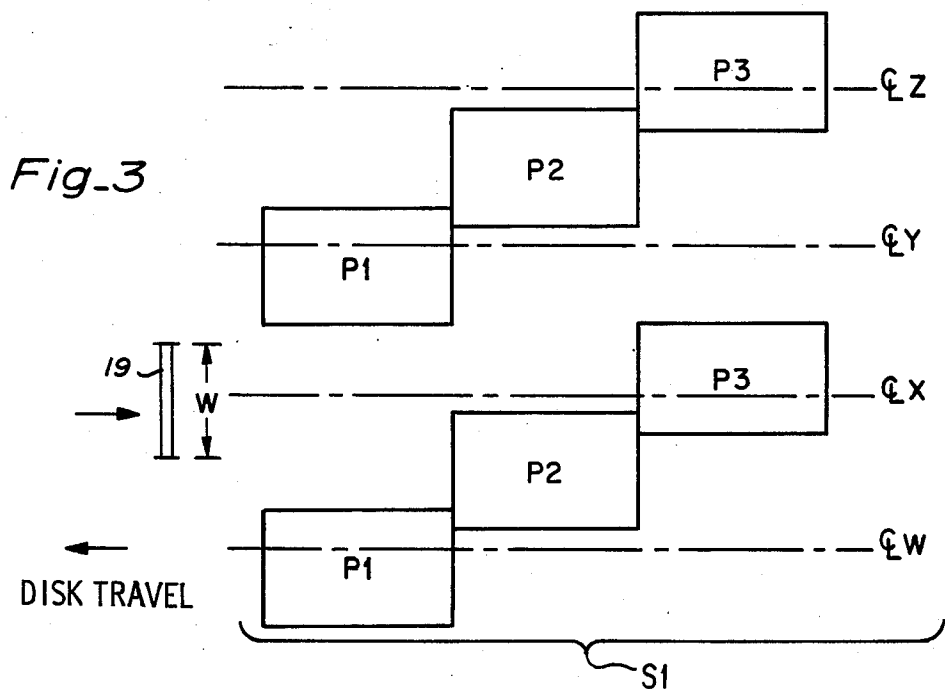 P3
℄ Z
Fig_3
P2
℄ Y
P1
19
W
P3
℄ X
P2
℄ W
P1
DISK TRAVEL
S1